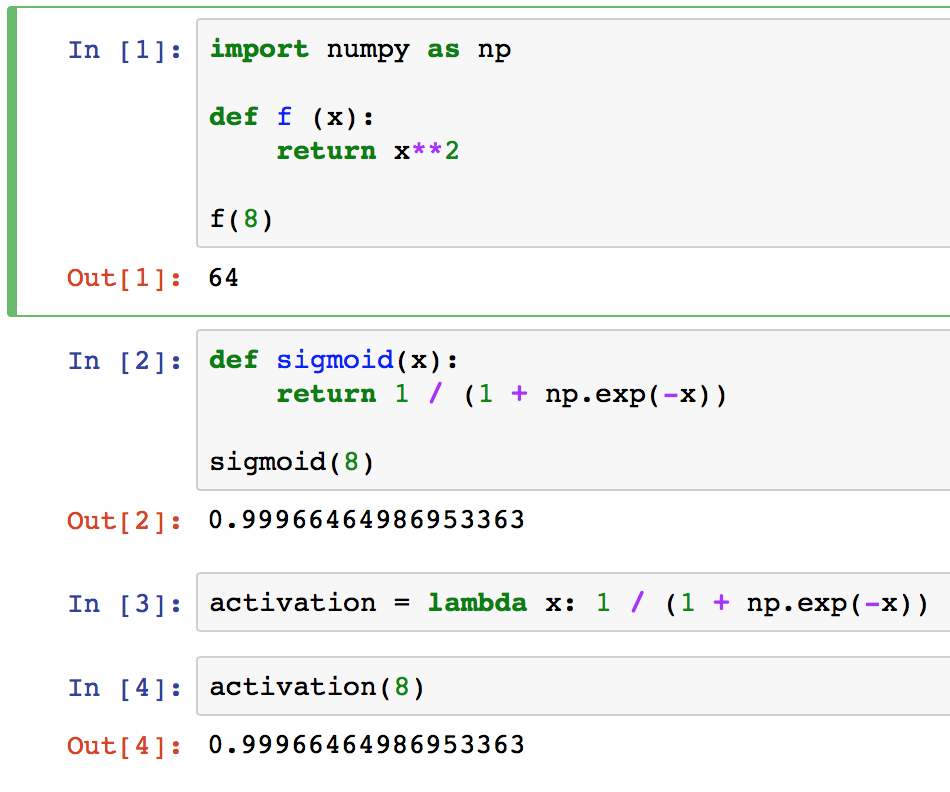 In [1]: import numpy as np
def f (x):
    return x**2
f(8)
Out[1]: 64
In [2]: def sigmoid(x):
    return 1 / (1 + np.exp(-x))
sigmoid(8)
Out[2]: 0.99966464986953363
In [3]: activation = lambda x: 1 / (1 + np.exp(-x))
In [4]: activation(8)
Out[4]: 0.99966464986953363